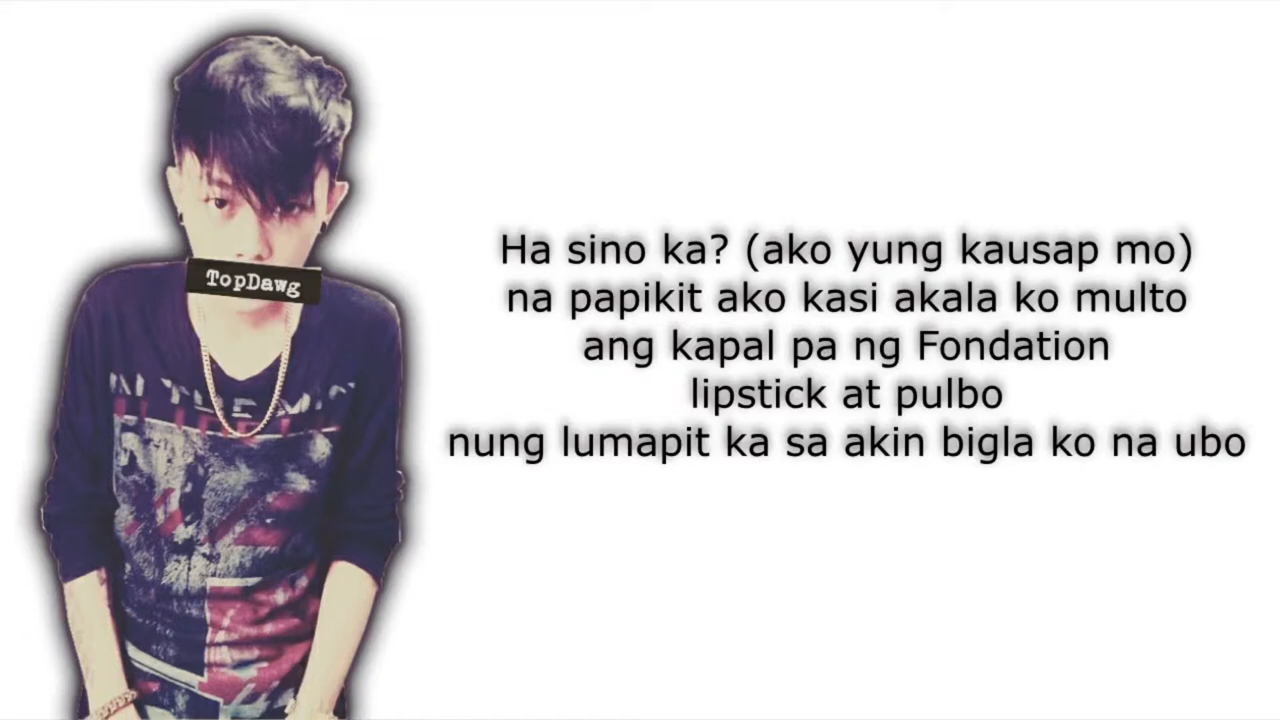 TopDawg
Ha sino ka? (ako yung kausap mo)
na papikit ako kasi akala ko multo
ang kapal pa ng Fondation
lipstick at pulbo
nung lumapit ka sa akin bigla ko na ubo